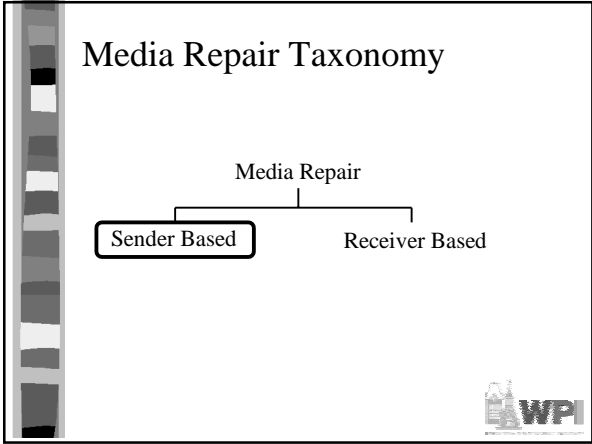 Media Repair Taxonomy
Media Repair
Sender Based
Receiver Based
WPI